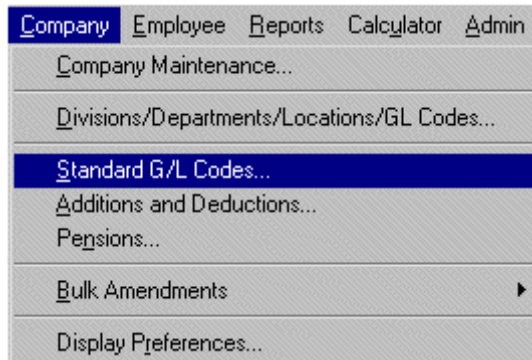 Company Employee Reports Calculator Admin
Company Maintenance...
Divisions/Departments/Locations/GL Codes...
Standard G/L Codes...
Additions and Deductions...
Pensions...
Bulk Amendments
Display Preferences...